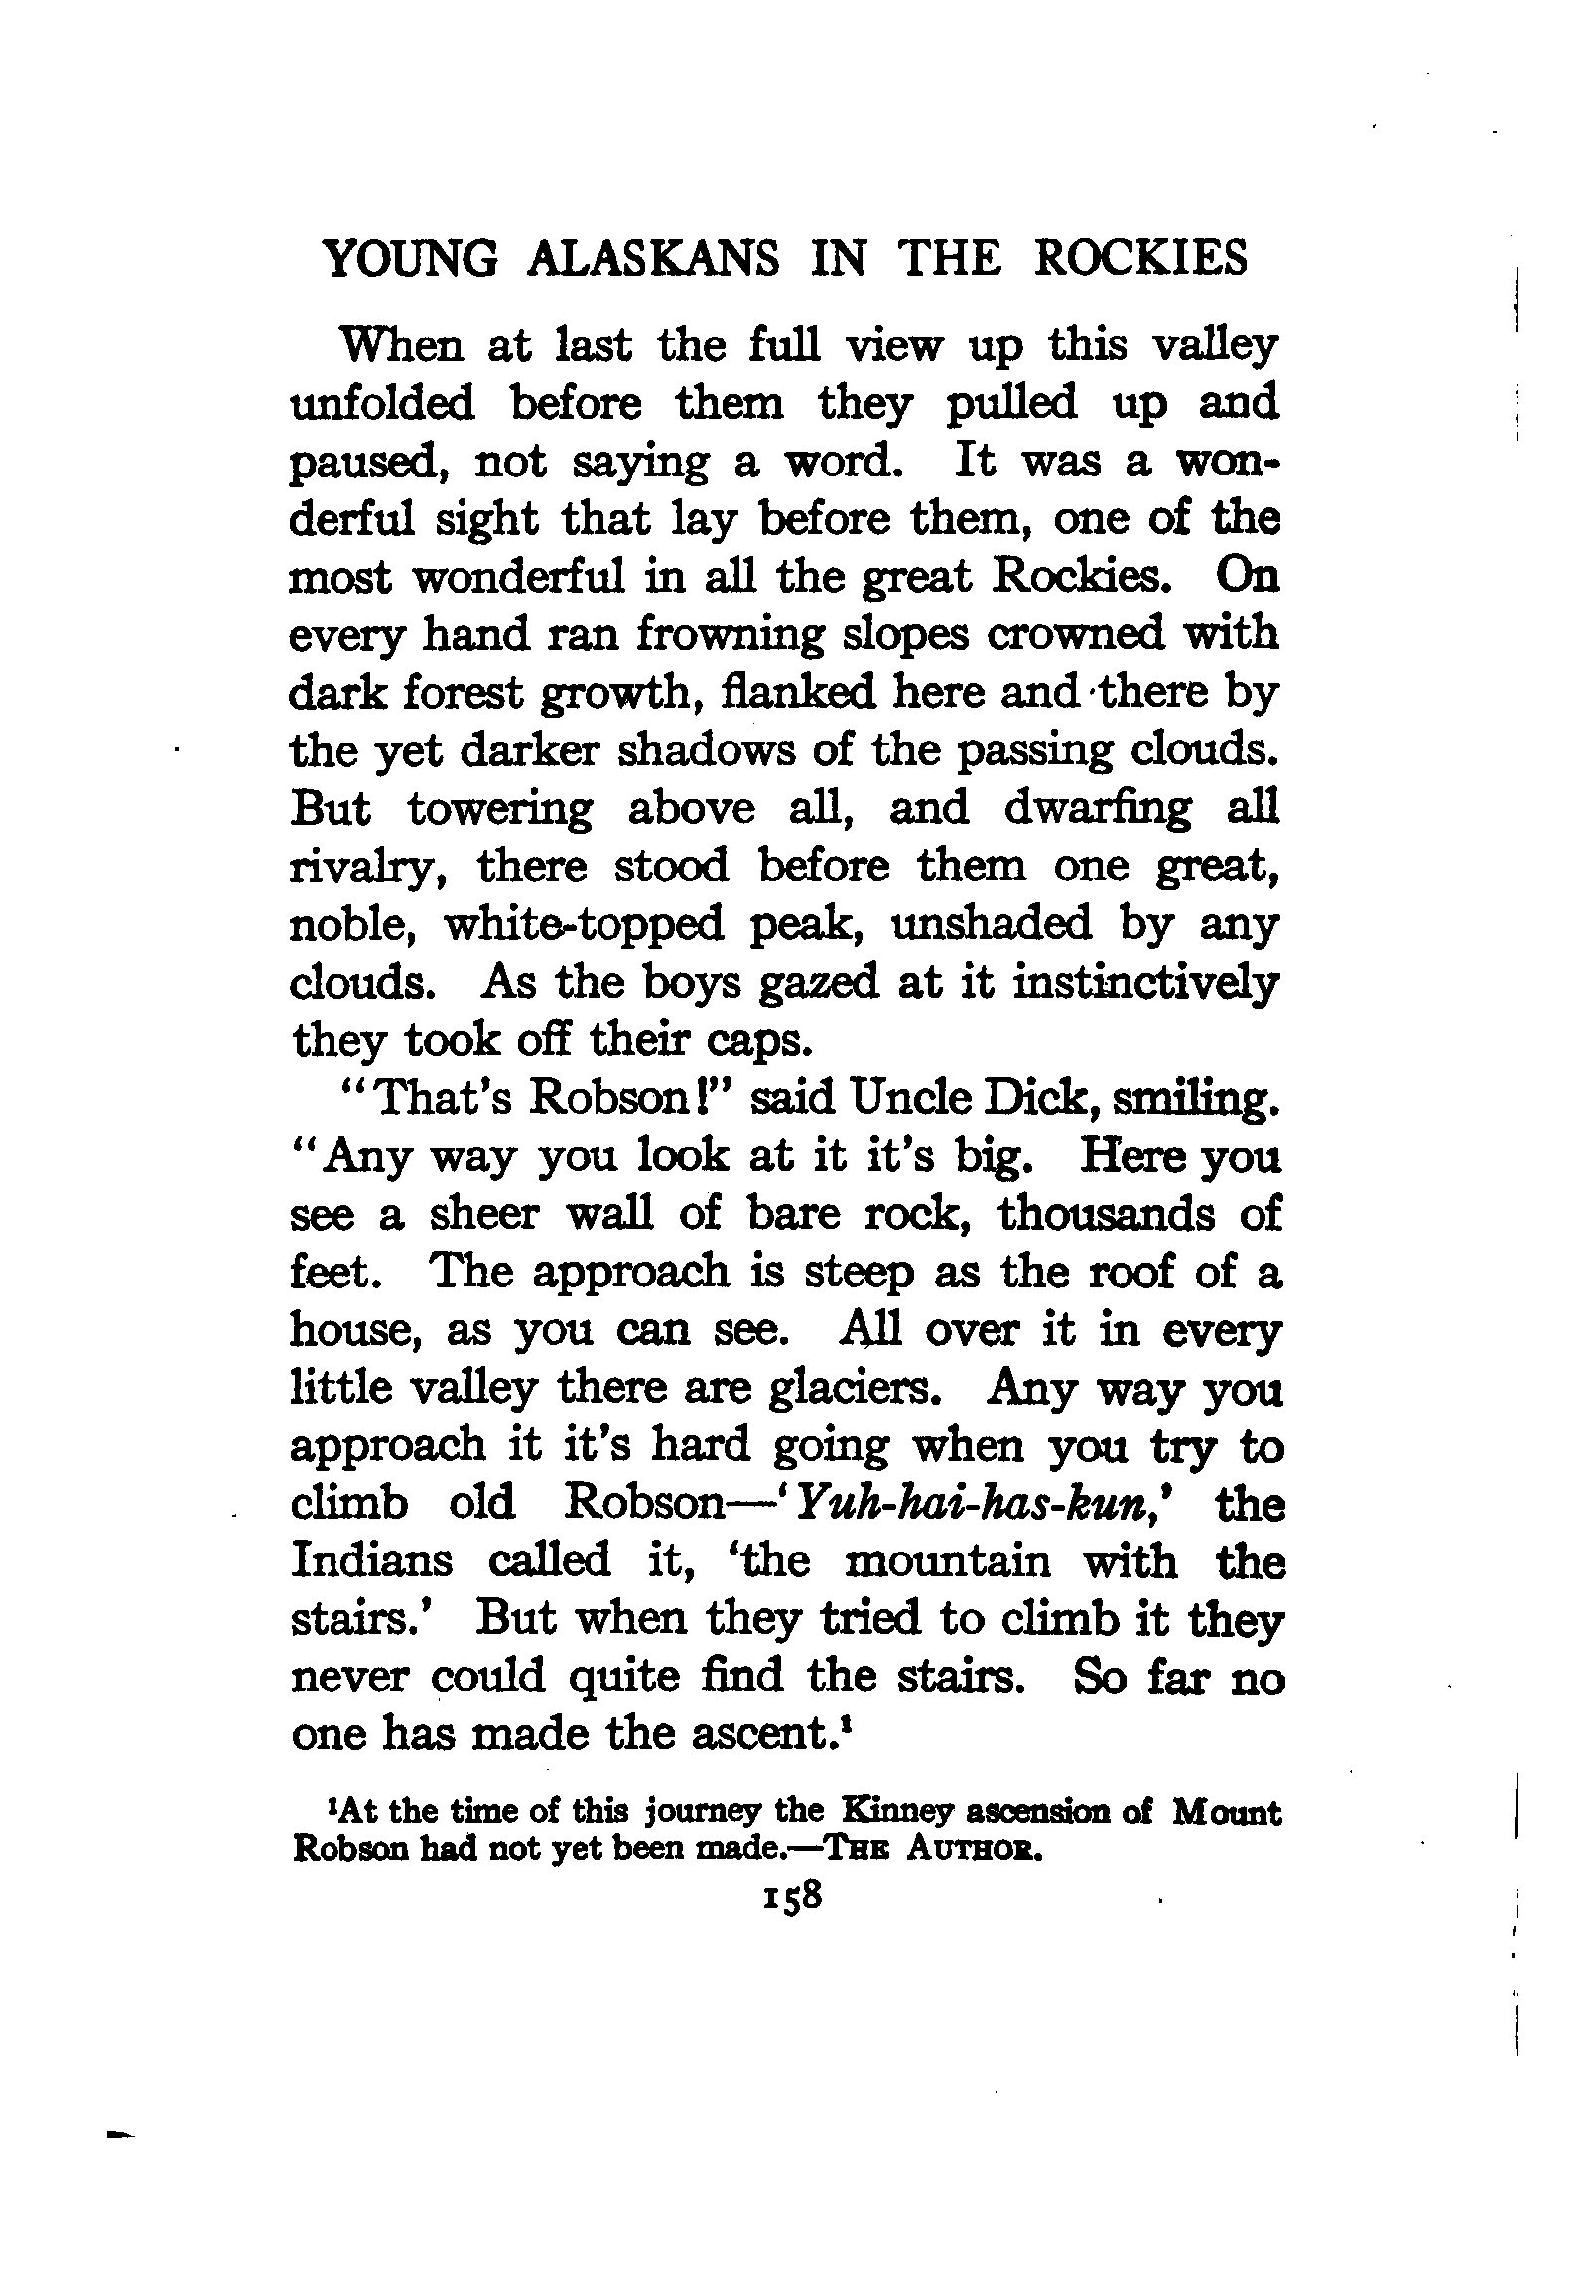 YOUNG ALASKANS IN THE ROCKIES
When at last the full view up this valley
unfolded before them they pulled up and
paused, not saying a word. It was a won-
derful sight that lay before them, one of the
most wonderful in all the great Rockies. On
every hand ran frowning slopes crowned with
dark forest growth, flanked here and there by
the yet darker shadows of the passing clouds.
But towering above all, and dwarfing all
rivalry, there stood before them one great,
noble, white-topped peak, unshaded by any
clouds. As the boys gazed at it instinctively
they took off their caps.
"That's Robson!" said Uncle Dick, smiling.
"Any way you look at it it's big. Here you
see a sheer wall of bare rock, thousands of
feet. The approach is steep as the roof of a
house, as you can see. All over it in every
little valley there are glaciers. Any way you
approach it it's hard going when you try to
climb old Robson—'Yuh-hai-has-kun,' the
Indians called it, 'the mountain with the
stairs.' But when they tried to climb it they
never could quite find the stairs. So far no
one has made the ascent.¹
¹At the time of this journey the Kinney ascension of Mount
Robson had not yet been made.—THE AUTHOR.
158